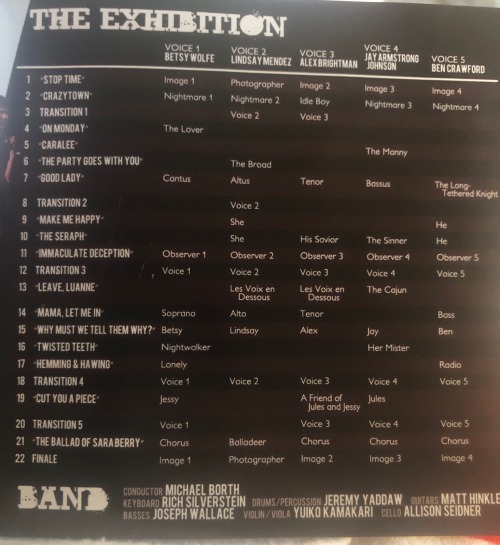 THE EXHIBITION
VOICE 1 VOICE 2 VOICE 3 VOICE 4 VOICE 5
BETSY WOLFE LINDSAY MENDEZ ALEX BRIGHTMAN JAY ARMSTRONG JOHNSON BEN CRAWFORD
1 "STOP TIME" Image 1 Photographer Image 2 Image 3 Image 4
2 "CRAZYTOWN" Nightmare 1 Nightmare 2 Idle Boy Nightmare 3 Nightmare 4
3 TRANSITION 1 Voice 2 Voice 3
4 "ON MONDAY" The Lover
5 "CARALEE" The Manny
6 "THE PARTY GOES WITH YOU" The Broad
7 "GOOD LADY" Cantus Altus Tenor Bassus The Long-Tethered Knight
8 TRANSITION 2 Voice 2
9 "MAKE ME HAPPY" She He
10 "THE SERAPH" She His Savior The Sinner He
11 "IMMACULATE DECEPTION" Observer 1 Observer 2 Observer 3 Observer 4 Observer 5
12 TRANSITION 3 Voice 1 Voice 2 Voice 3 Voice 4 Voice 5
13 "LEAVE, LUANNE" Les Voix en Dessous Les Voix en Dessous The Cajun
14 "MAMA, LET ME IN" Soprano Alto Tenor Bass
15 "WHY MUST WE TELL THEM WHY?" Betsy Lindsay Alex Jay Ben
16 "TWISTED TEETH" Nightwalker Her Mister
17 "HEMMING & HAWING" Lonely Radio
18 TRANSITION 4 Voice 1 Voice 2 Voice 3 Voice 4 Voice 5
19 "CUT YOU A PIECE" Jessy A Friend of Jules and Jessy Jules
20 TRANSITION 5 Voice 1 Voice 3 Voice 4 Voice 5
21 "THE BALLAD OF SARA BERRY" Chorus Balladeer Chorus Chorus Chorus
22 FINALE Image 1 Photographer Image 2 Image 3 Image 4
BAND
CONDUCTOR MICHAEL BORTH
KEYBOARD RICH SILVERSTEIN DRUMS/PERCUSSION JEREMY YADDAW GUITARS MATT HINKLE
BASSES JOSEPH WALLACE VIOLIN / VIOLA YUIKO KAMAKARI CELLO ALLISON SEIDNER